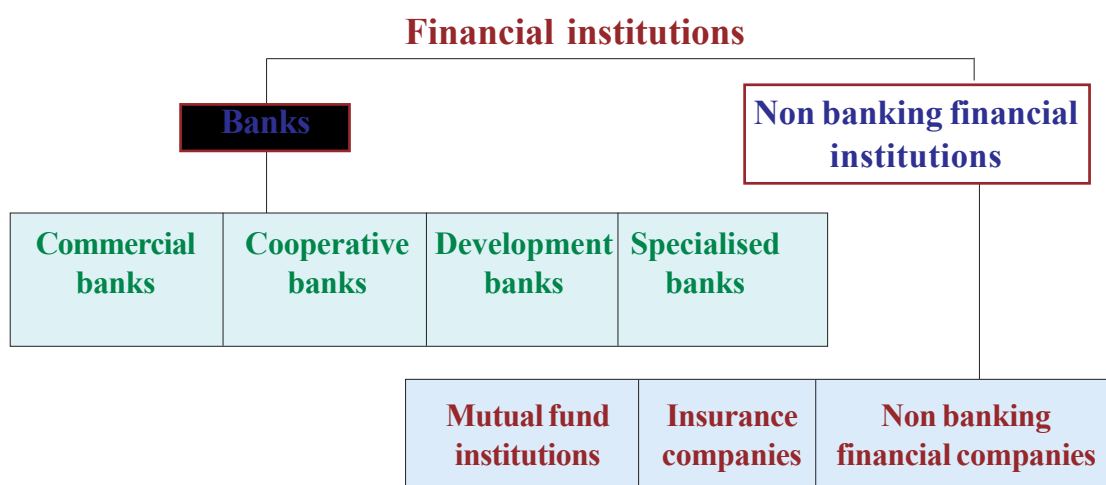 Financial institutions
Banks
Non banking financial
institutions
Commercial
banks
Cooperative
banks
Development
banks
Specialised
banks
Mutual fund
institutions
Insurance
companies
Non banking
financial companies